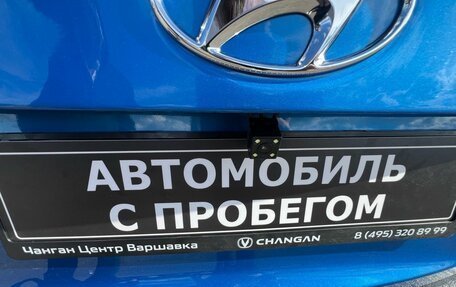 АВТОМОБИЛЬ
С ПРОБЕГОМ
Чанган Центр Варшавка CHANGAN 8 (495) 320 89 99